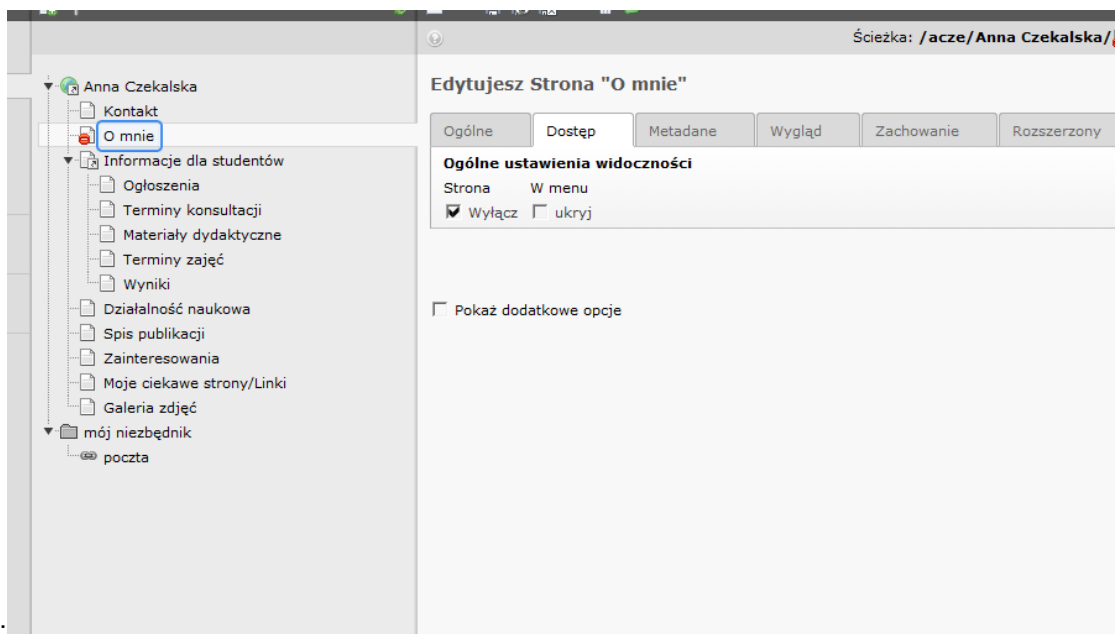 Ścieżka: /acze/Anna Czekalska/
Anna Czekalska
Kontakt
O mnie
Informacje dla studentów
Ogłoszenia
Terminy konsultacji
Materiały dydaktyczne
Terminy zajęć
Wyniki
Działalność naukowa
Spis publikacji
Zainteresowania
Moje ciekawe strony/Linki
Galeria zdjęć
mój niezbędnik
poczta
Edytujesz Strona "O mnie"
Ogólne Dostęp Metadane Wygląd Zachowanie Rozszerzony
Ogólne ustawienia widoczności
Strona W menu
Wyłącz ukryj
Pokaż dodatkowe opcje
.